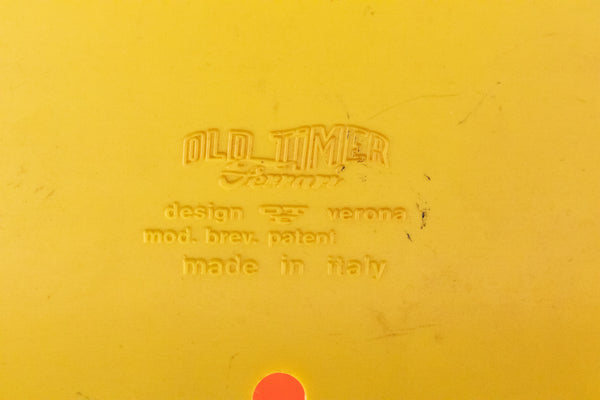 OLD TIMER
Ferrari
design verona
mod. brev. patent
made in italy